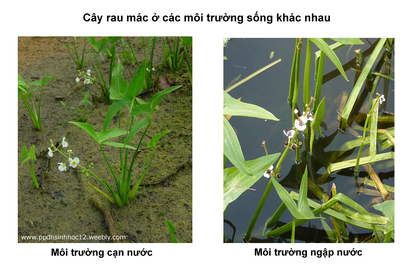 Cây rau mác ở các môi trường sống khác nhau
www.ppdhsinhhoc12.weebly.com
Môi trường cạn nước
Môi trường ngập nước